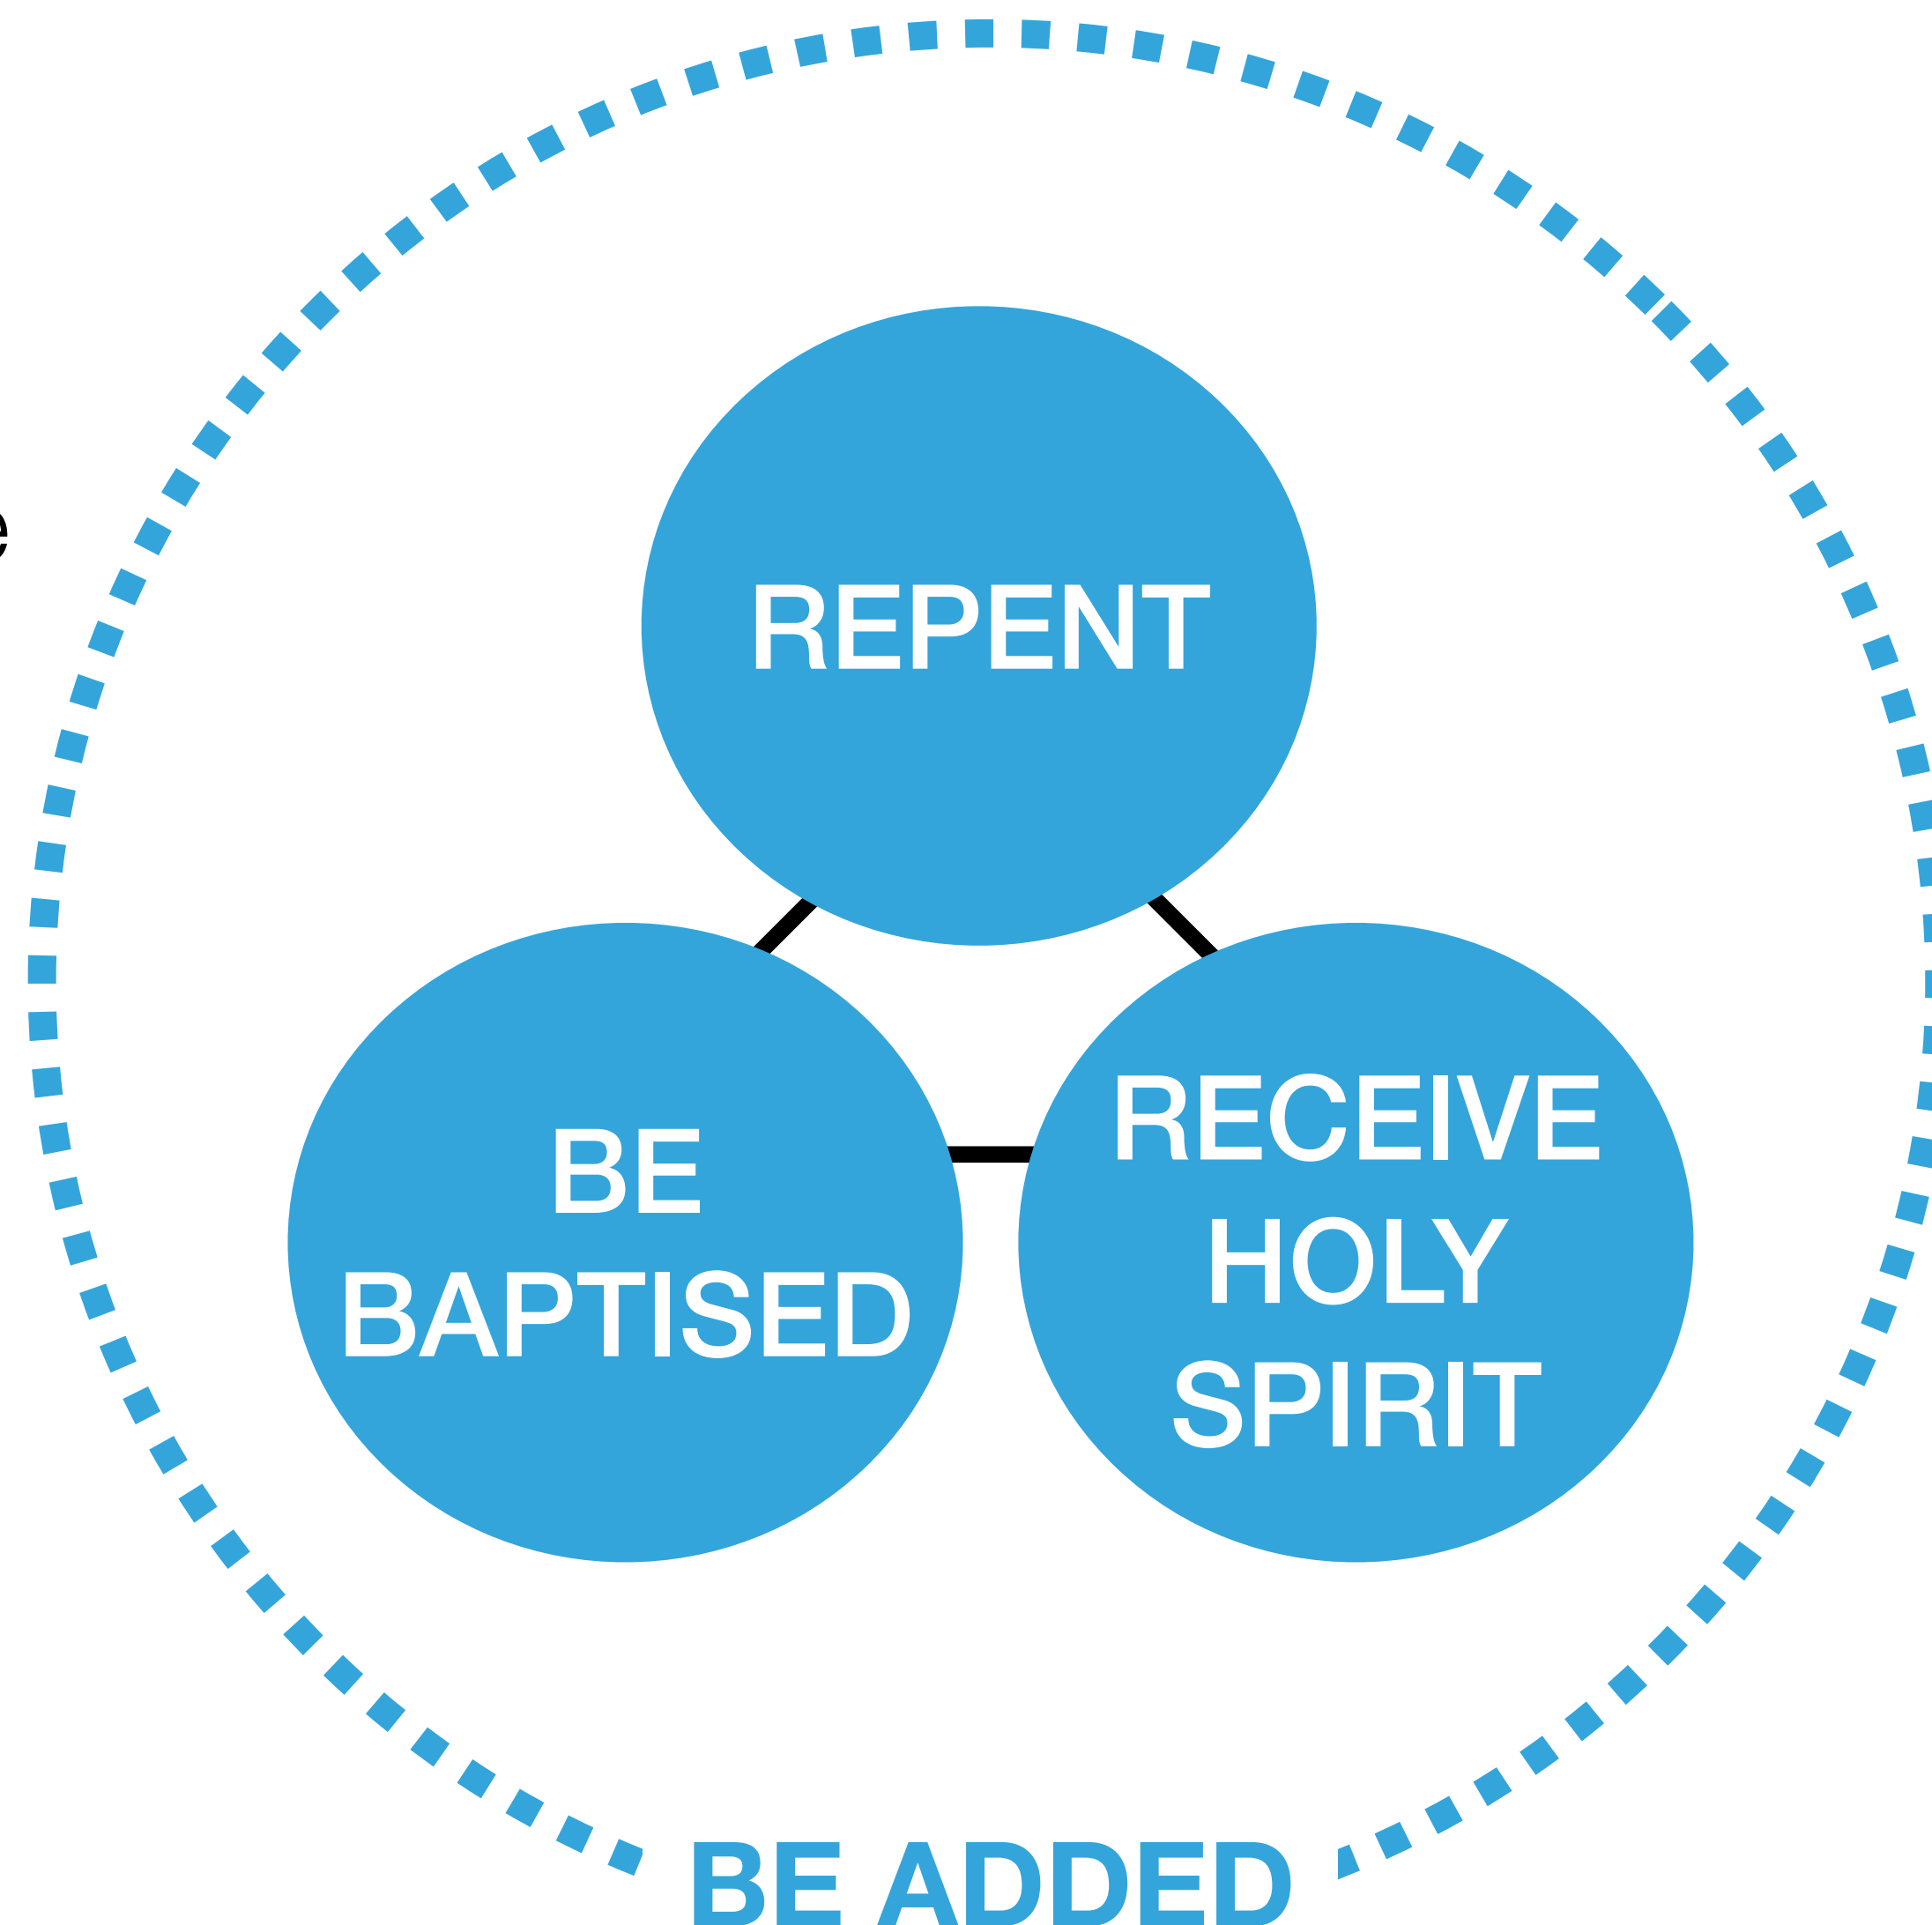 REPENT
BE
BAPTISED
RECEIVE
HOLY
SPIRIT
BE ADDED